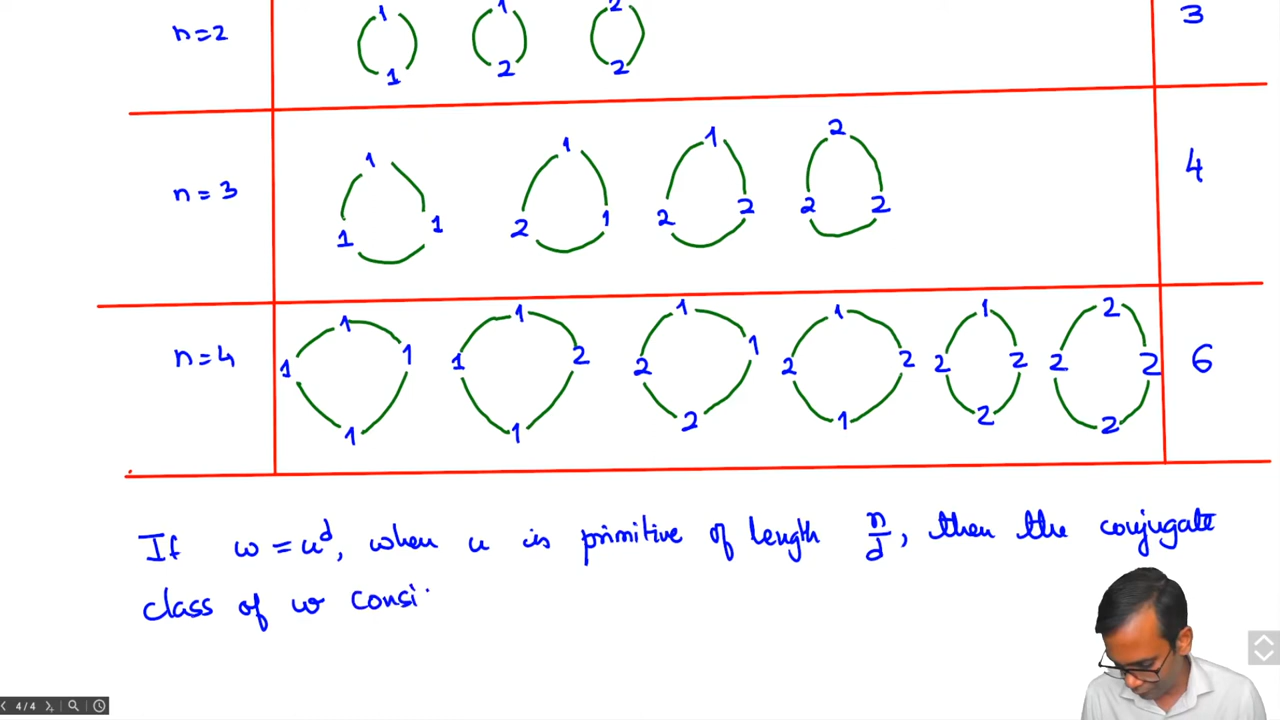 n=2 1 1 1 2 2 2 3
n=3 1 1 1 1 2 1 1 2 2 2 2 2 4
n=4 1 1 1 1 1 1 2 1 1 2 1 2 1 2 2 1 1 2 2 2 2 2 2 2 6
If w = u^d, when u is primitive of length n/d, then the conjugate
class of w consi
4/4